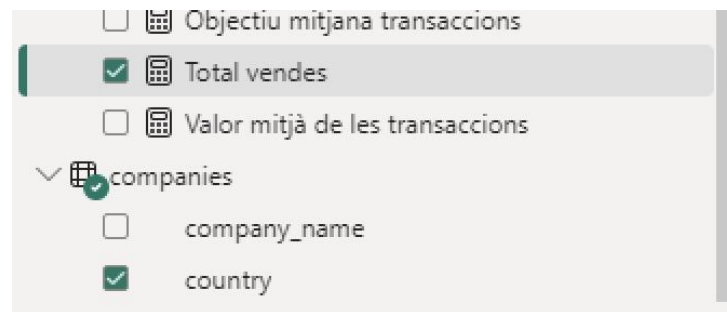 Objectiu mitjana transaccions
Total vendes
Valor mitjà de les transaccions
companies
company_name
country